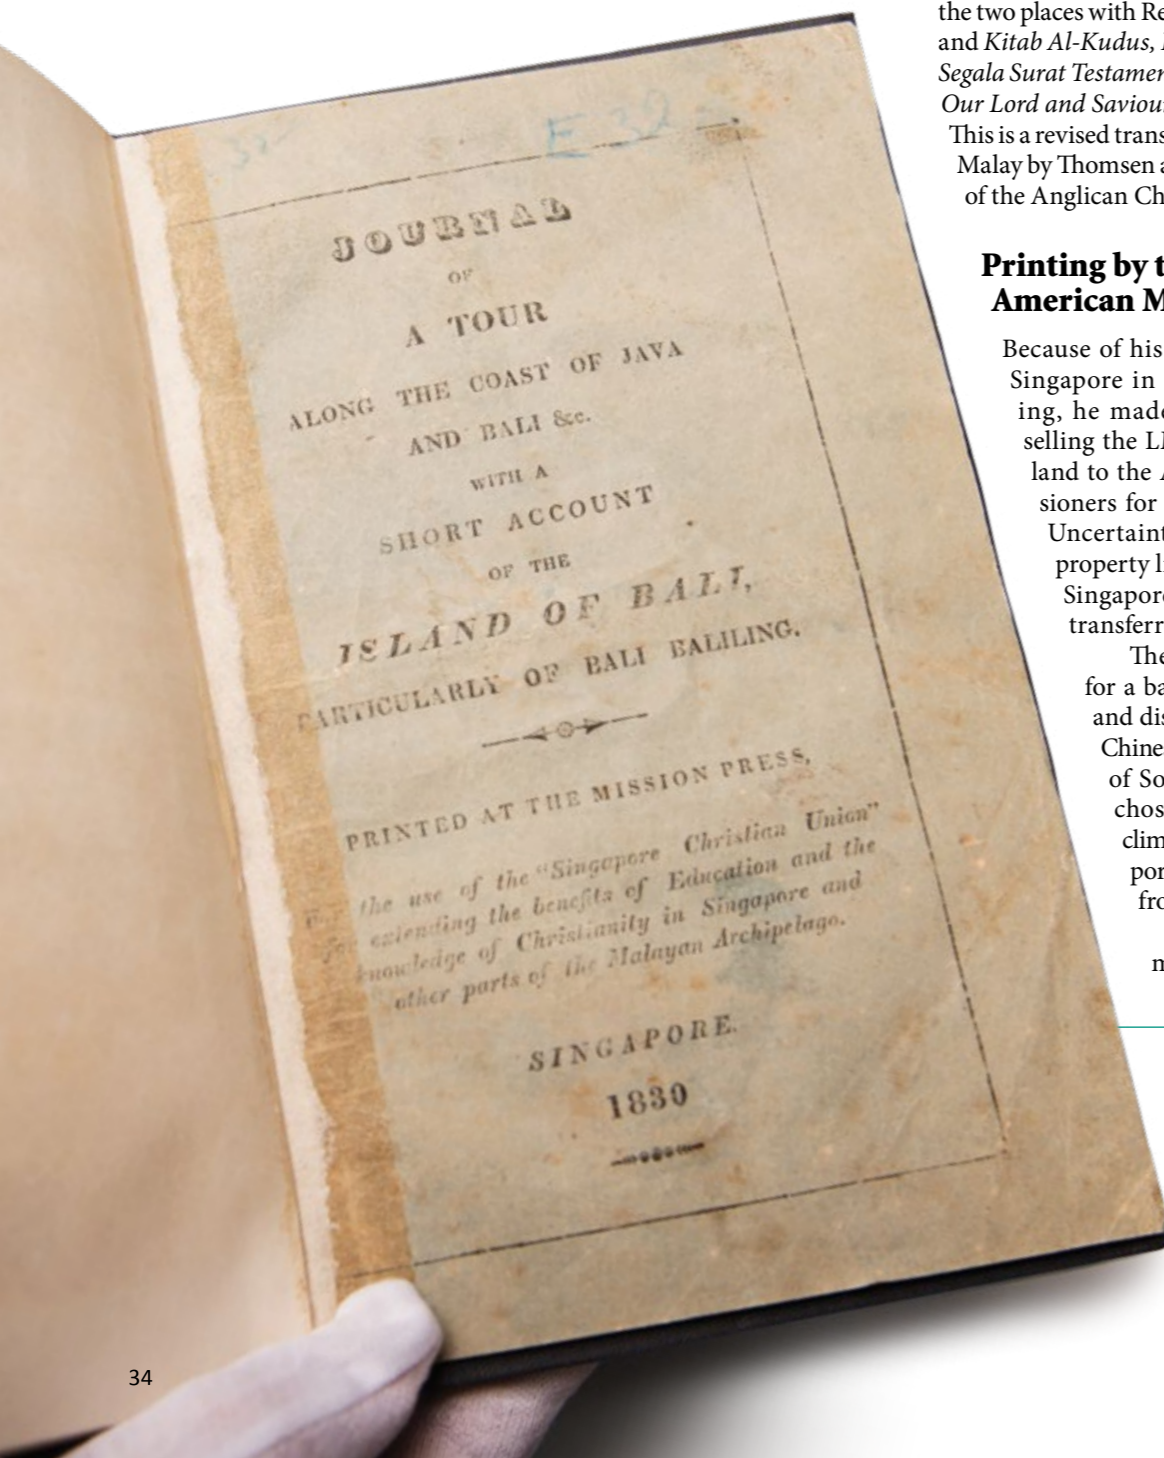 E 32
JOURNAL
OF
A TOUR
ALONG THE COAST OF JAVA
AND BALI &c.
WITH A
SHORT ACCOUNT
OF THE
ISLAND OF BALI,
PARTICULARLY OF BALI BALILING.
PRINTED AT THE MISSION PRESS,
the use of the "Singapore Christian Union"
for extending the benefits of Education and the
knowledge of Christianity in Singapore and
other parts of the Malayan Archipelago.
SINGAPORE.
1830
34
the two places with Re
and Kitab Al-Kudus,
Segala Surat Testamen
Our Lord and Saviou
This is a revised trans
Malay by Thomsen a
of the Anglican Ch
Printing by t
American M
Because of his
Singapore in
ing, he made
selling the L
land to the A
sioners for
Uncertaint
property l
Singapore
transferr
The
for a ba
and dis
Chine
of So
chos
clim
por
fro
m